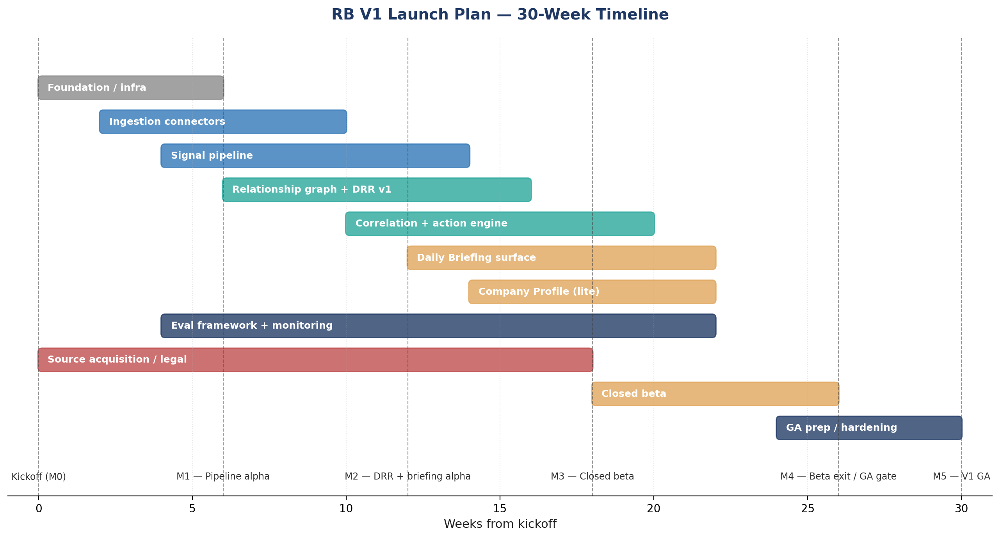 RB V1 Launch Plan — 30-Week Timeline
Foundation / infra
Ingestion connectors
Signal pipeline
Relationship graph + DRR v1
Correlation + action engine
Daily Briefing surface
Company Profile (lite)
Eval framework + monitoring
Source acquisition / legal
Closed beta
GA prep / hardening
Kickoff (M0)
M1 — Pipeline alpha
M2 — DRR + briefing alpha
M3 — Closed beta
M4 — Beta exit / GA gate
M5 — V1 GA
0 5 10 15 20 25 30
Weeks from kickoff